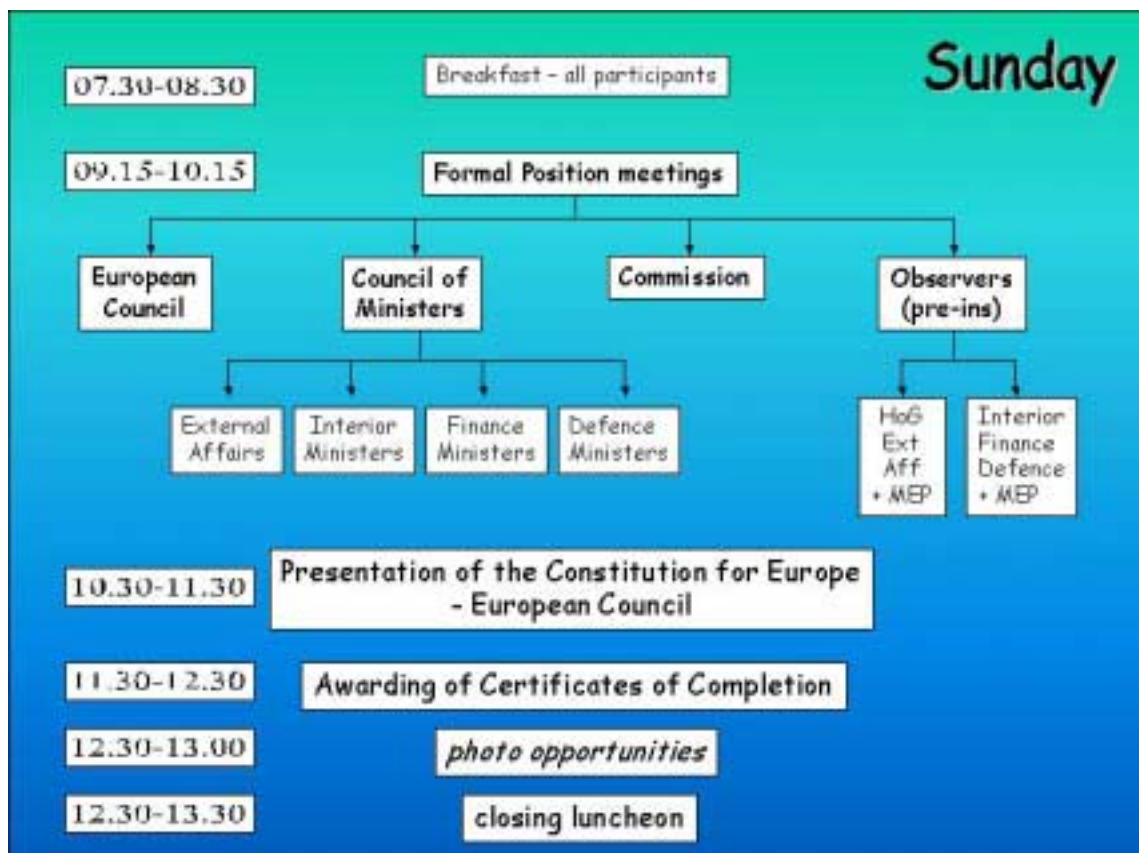 Sunday
07.30-08.30
Breakfast - all participants
09.15-10.15
Formal Position meetings
European
Council
Council of
Ministers
Commission
Observers
(pre-ins)
External
Affairs
Interior
Ministers
Finance
Ministers
Defence
Ministers
HoG
Ext
Aff
+ MEP
Interior
Finance
Defence
+ MEP
10.30-11.30
Presentation of the Constitution for Europe
- European Council
11.30-12.30
Awarding of Certificates of Completion
12.30-13.00
photo opportunities
12.30-13.30
closing luncheon